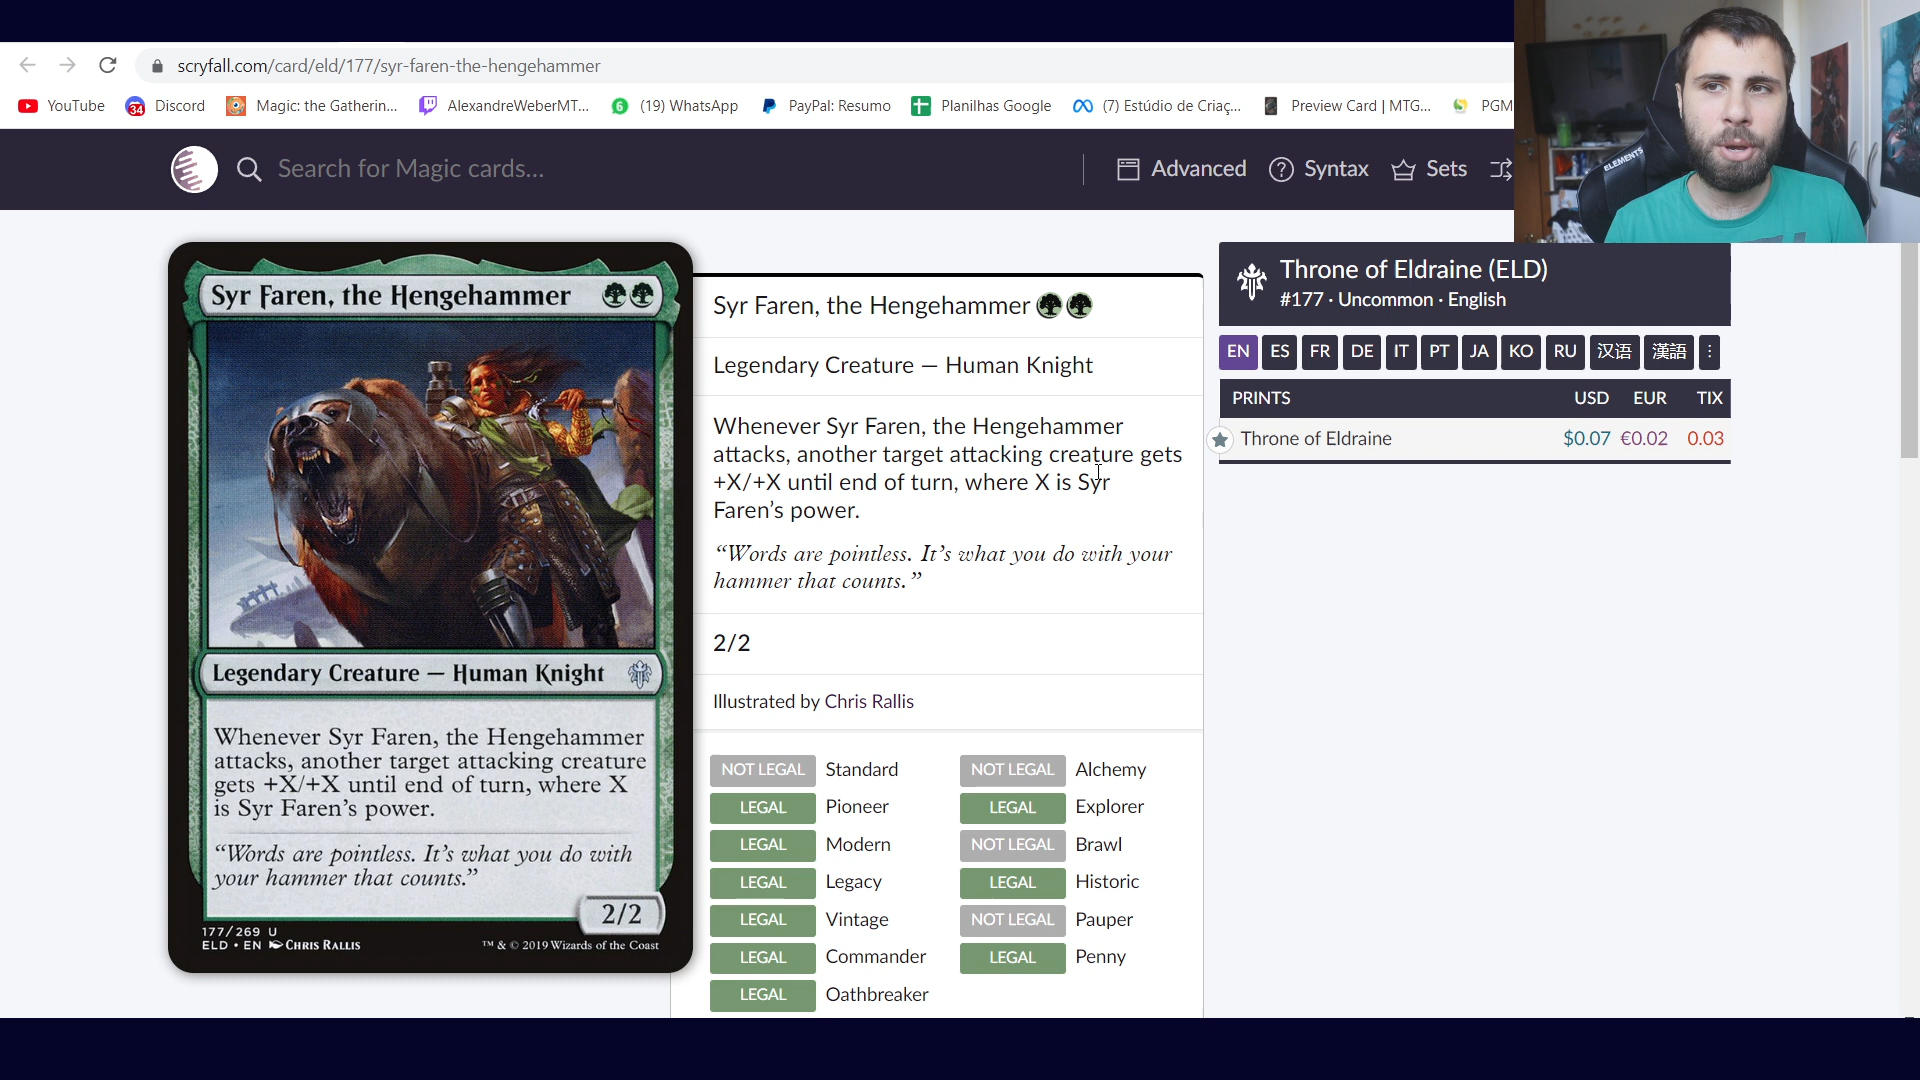 scryfall.com/card/eld/177/syr-faren-the-hengehammer
YouTube
34
Discord
Magic: the Gatherin...
AlexandreWeberMT...
6
(19) WhatsApp
PayPal: Resumo
Planilhas Google
(7) Estúdio de Criaç...
Preview Card | MTG...
PGM
ELEMENTS
Search for Magic cards...
Advanced
? Syntax
Sets
Syr Faren, the Hengehammer
Legendary Creature — Human Knight
Whenever Syr Faren, the Hengehammer
attacks, another target attacking creature
gets +X/+X until end of turn, where X
is Syr Faren's power.
“Words are pointless. It's what you do with
your hammer that counts.”
2/2
177/269 U
ELD • EN CHRIS RALLIS
™ & © 2019 Wizards of the Coast
Syr Faren, the Hengehammer
Legendary Creature — Human Knight
Whenever Syr Faren, the Hengehammer
attacks, another target attacking creature gets
+X/+X until end of turn, where X is Syr
Faren’s power.
“Words are pointless. It’s what you do with your
hammer that counts.”
2/2
Illustrated by Chris Rallis
NOT LEGAL Standard NOT LEGAL Alchemy
LEGAL Pioneer LEGAL Explorer
LEGAL Modern NOT LEGAL Brawl
LEGAL Legacy LEGAL Historic
LEGAL Vintage NOT LEGAL Pauper
LEGAL Commander LEGAL Penny
LEGAL Oathbreaker
Throne of Eldraine (ELD)
#177 · Uncommon · English
EN ES FR DE IT PT JA KO RU 汉语 漢語 ⋮
PRINTS USD EUR TIX
Throne of Eldraine $0.07 €0.02 0.03